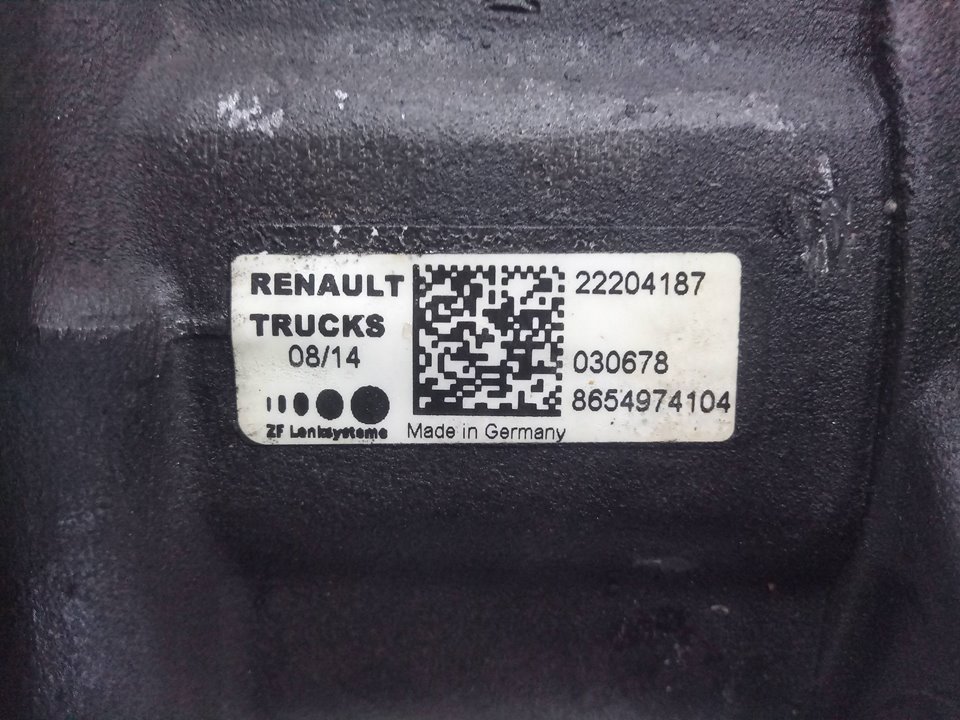 RENAULT
TRUCKS
08/14
ZF Lenksysteme
Made in Germany
22204187
030678
8654974104